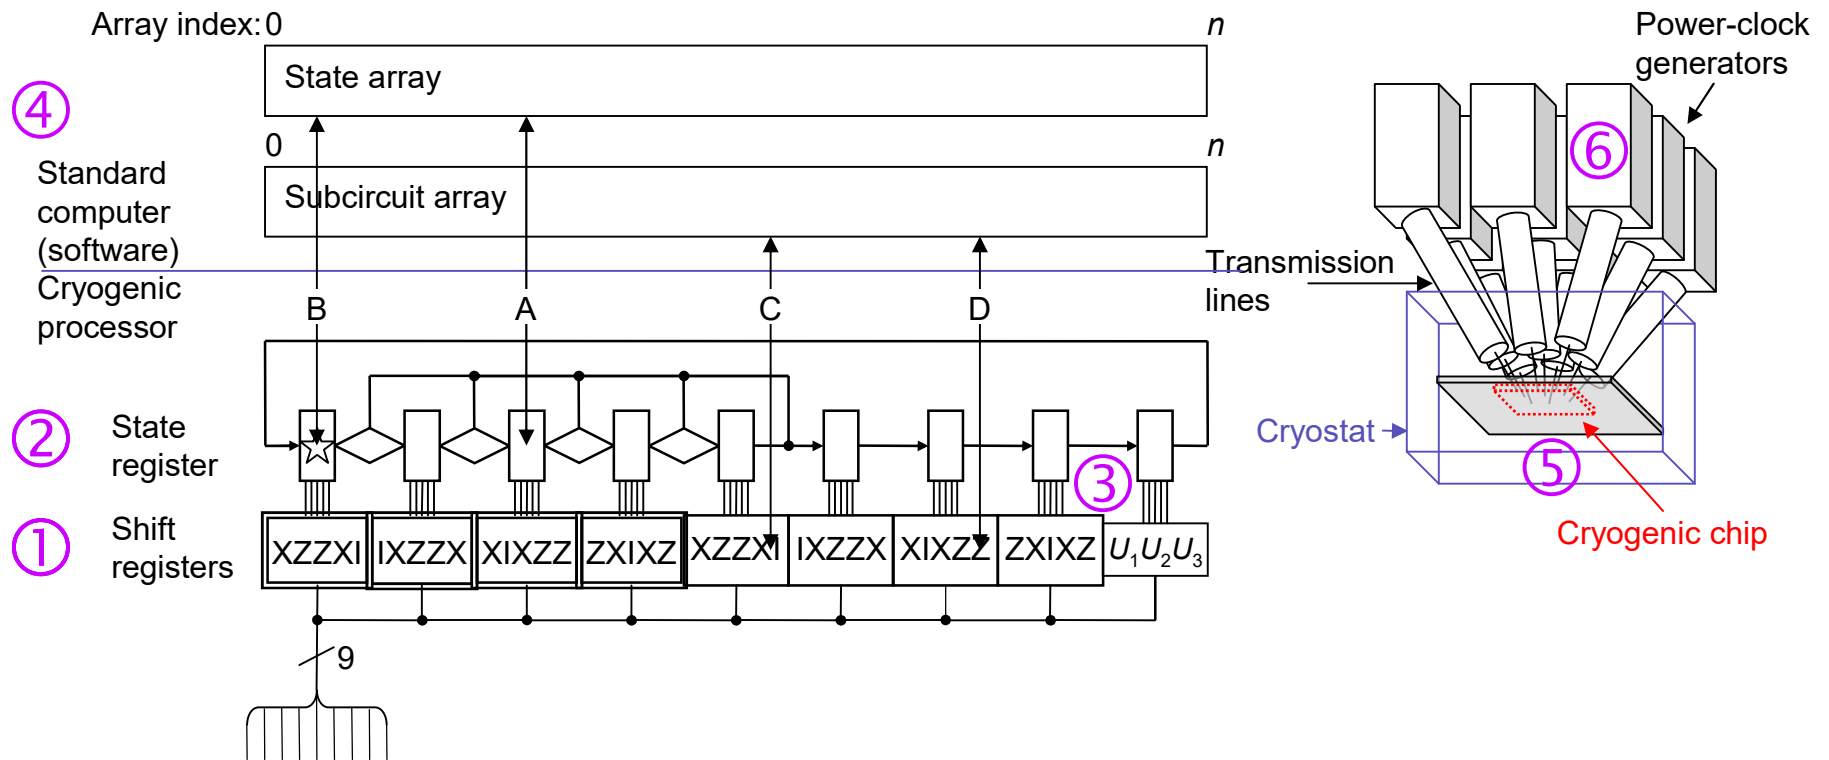 Array index: 0
n
State array
④
0
n
Subcircuit array
Standard
computer
(software)
Cryogenic
processor
B
A
C
D
②
State
register
③
①
Shift
registers
XZZXI
IXZZX
XIXZZ
ZXIXZ
XZZXI
IXZZX
XIXZZ
ZXIXZ
U1U2U3
9
Power-clock
generators
⑥
Transmission
lines
Cryostat
⑤
Cryogenic chip